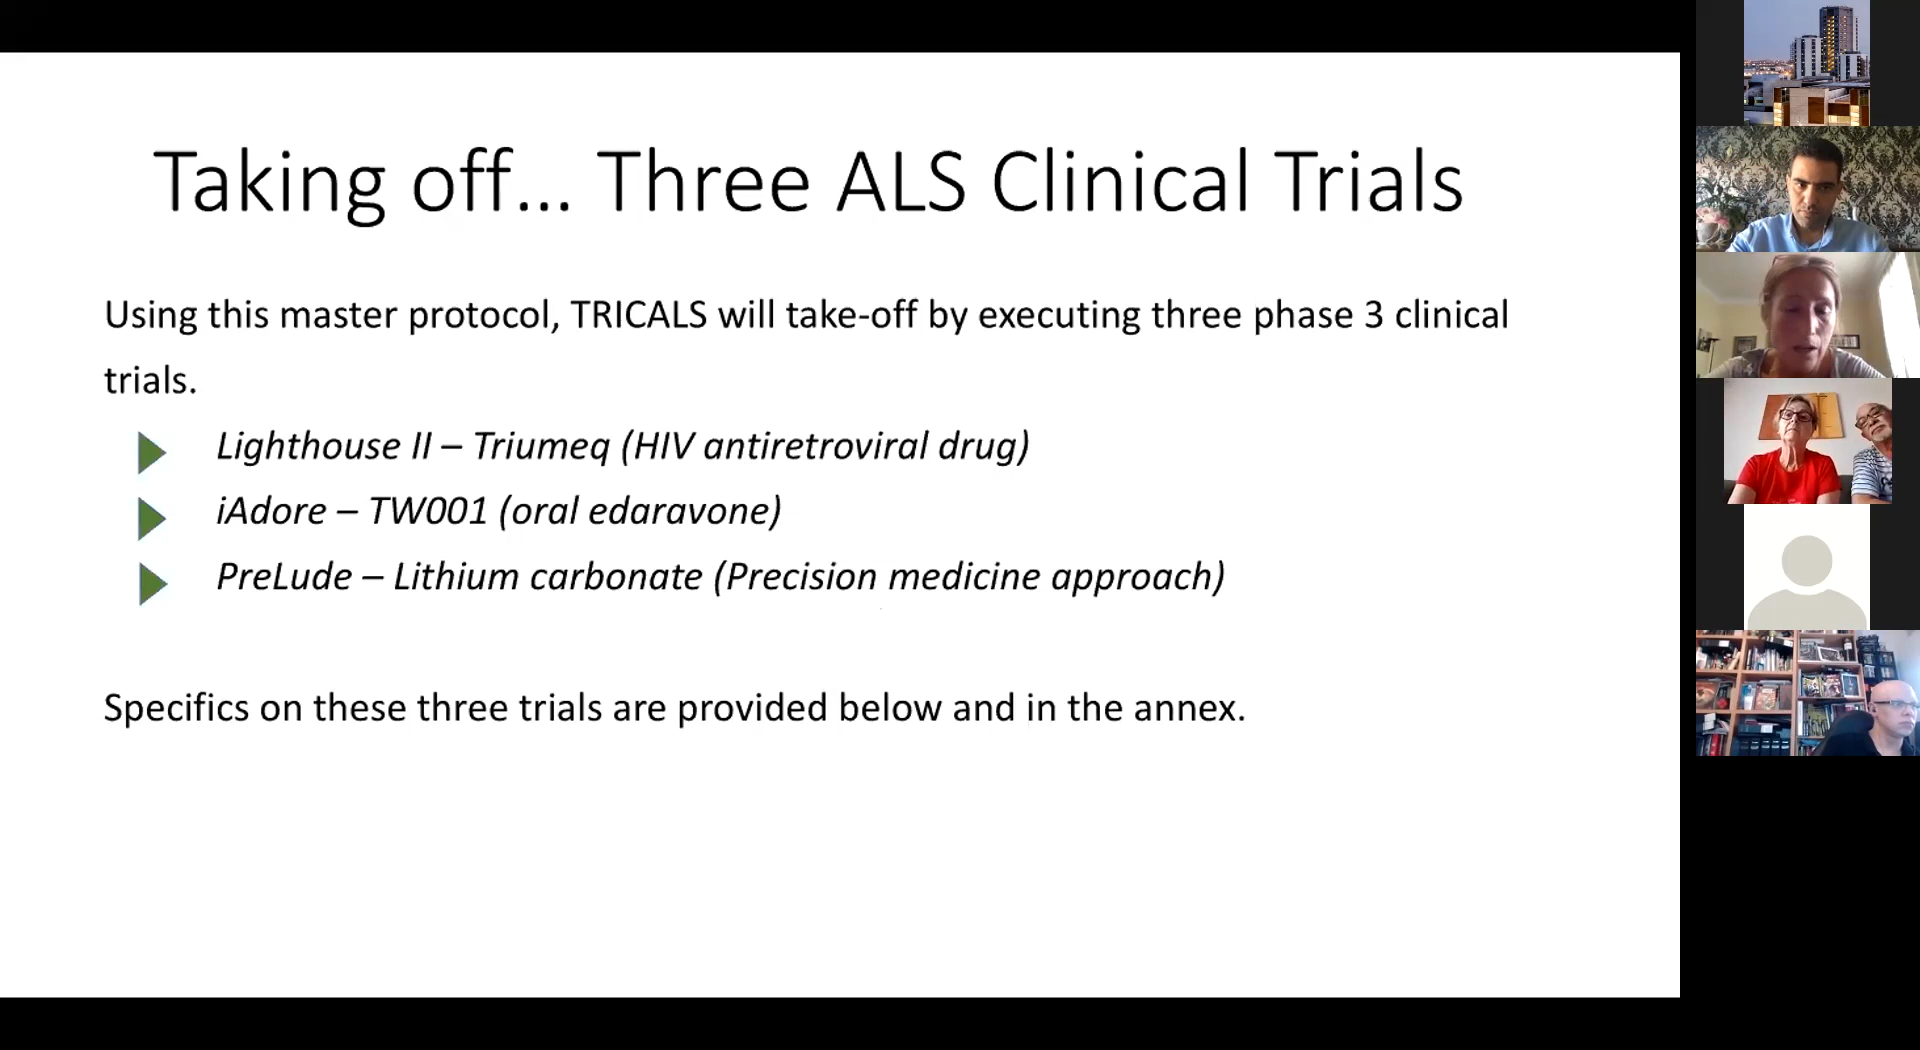 Taking off... Three ALS Clinical Trials
Using this master protocol, TRICALS will take-off by executing three phase 3 clinical
trials.
Lighthouse II – Triumeq (HIV antiretroviral drug)
iAdore – TW001 (oral edaravone)
PreLude – Lithium carbonate (Precision medicine approach)
Specifics on these three trials are provided below and in the annex.